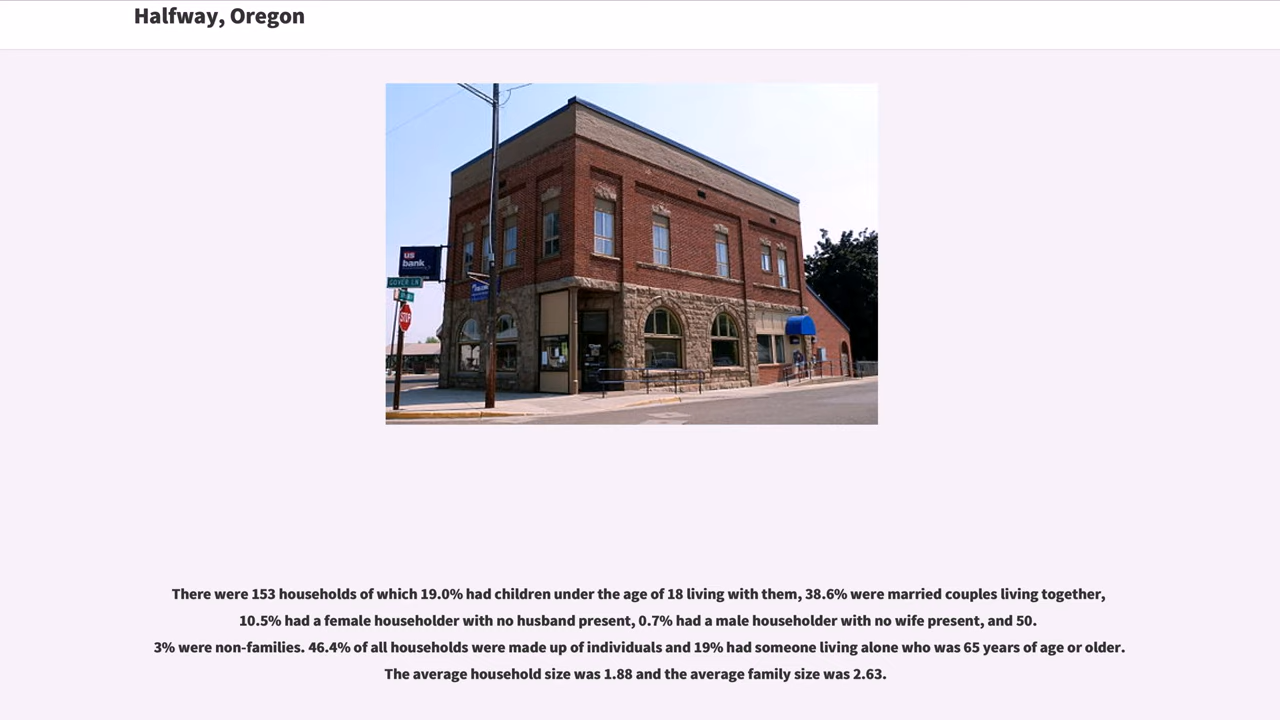 Halfway, Oregon
us
bank
GOVER LN
STOP
There were 153 households of which 19.0% had children under the age of 18 living with them, 38.6% were married couples living together,
10.5% had a female householder with no husband present, 0.7% had a male householder with no wife present, and 50.
3% were non-families. 46.4% of all households were made up of individuals and 19% had someone living alone who was 65 years of age or older.
The average household size was 1.88 and the average family size was 2.63.